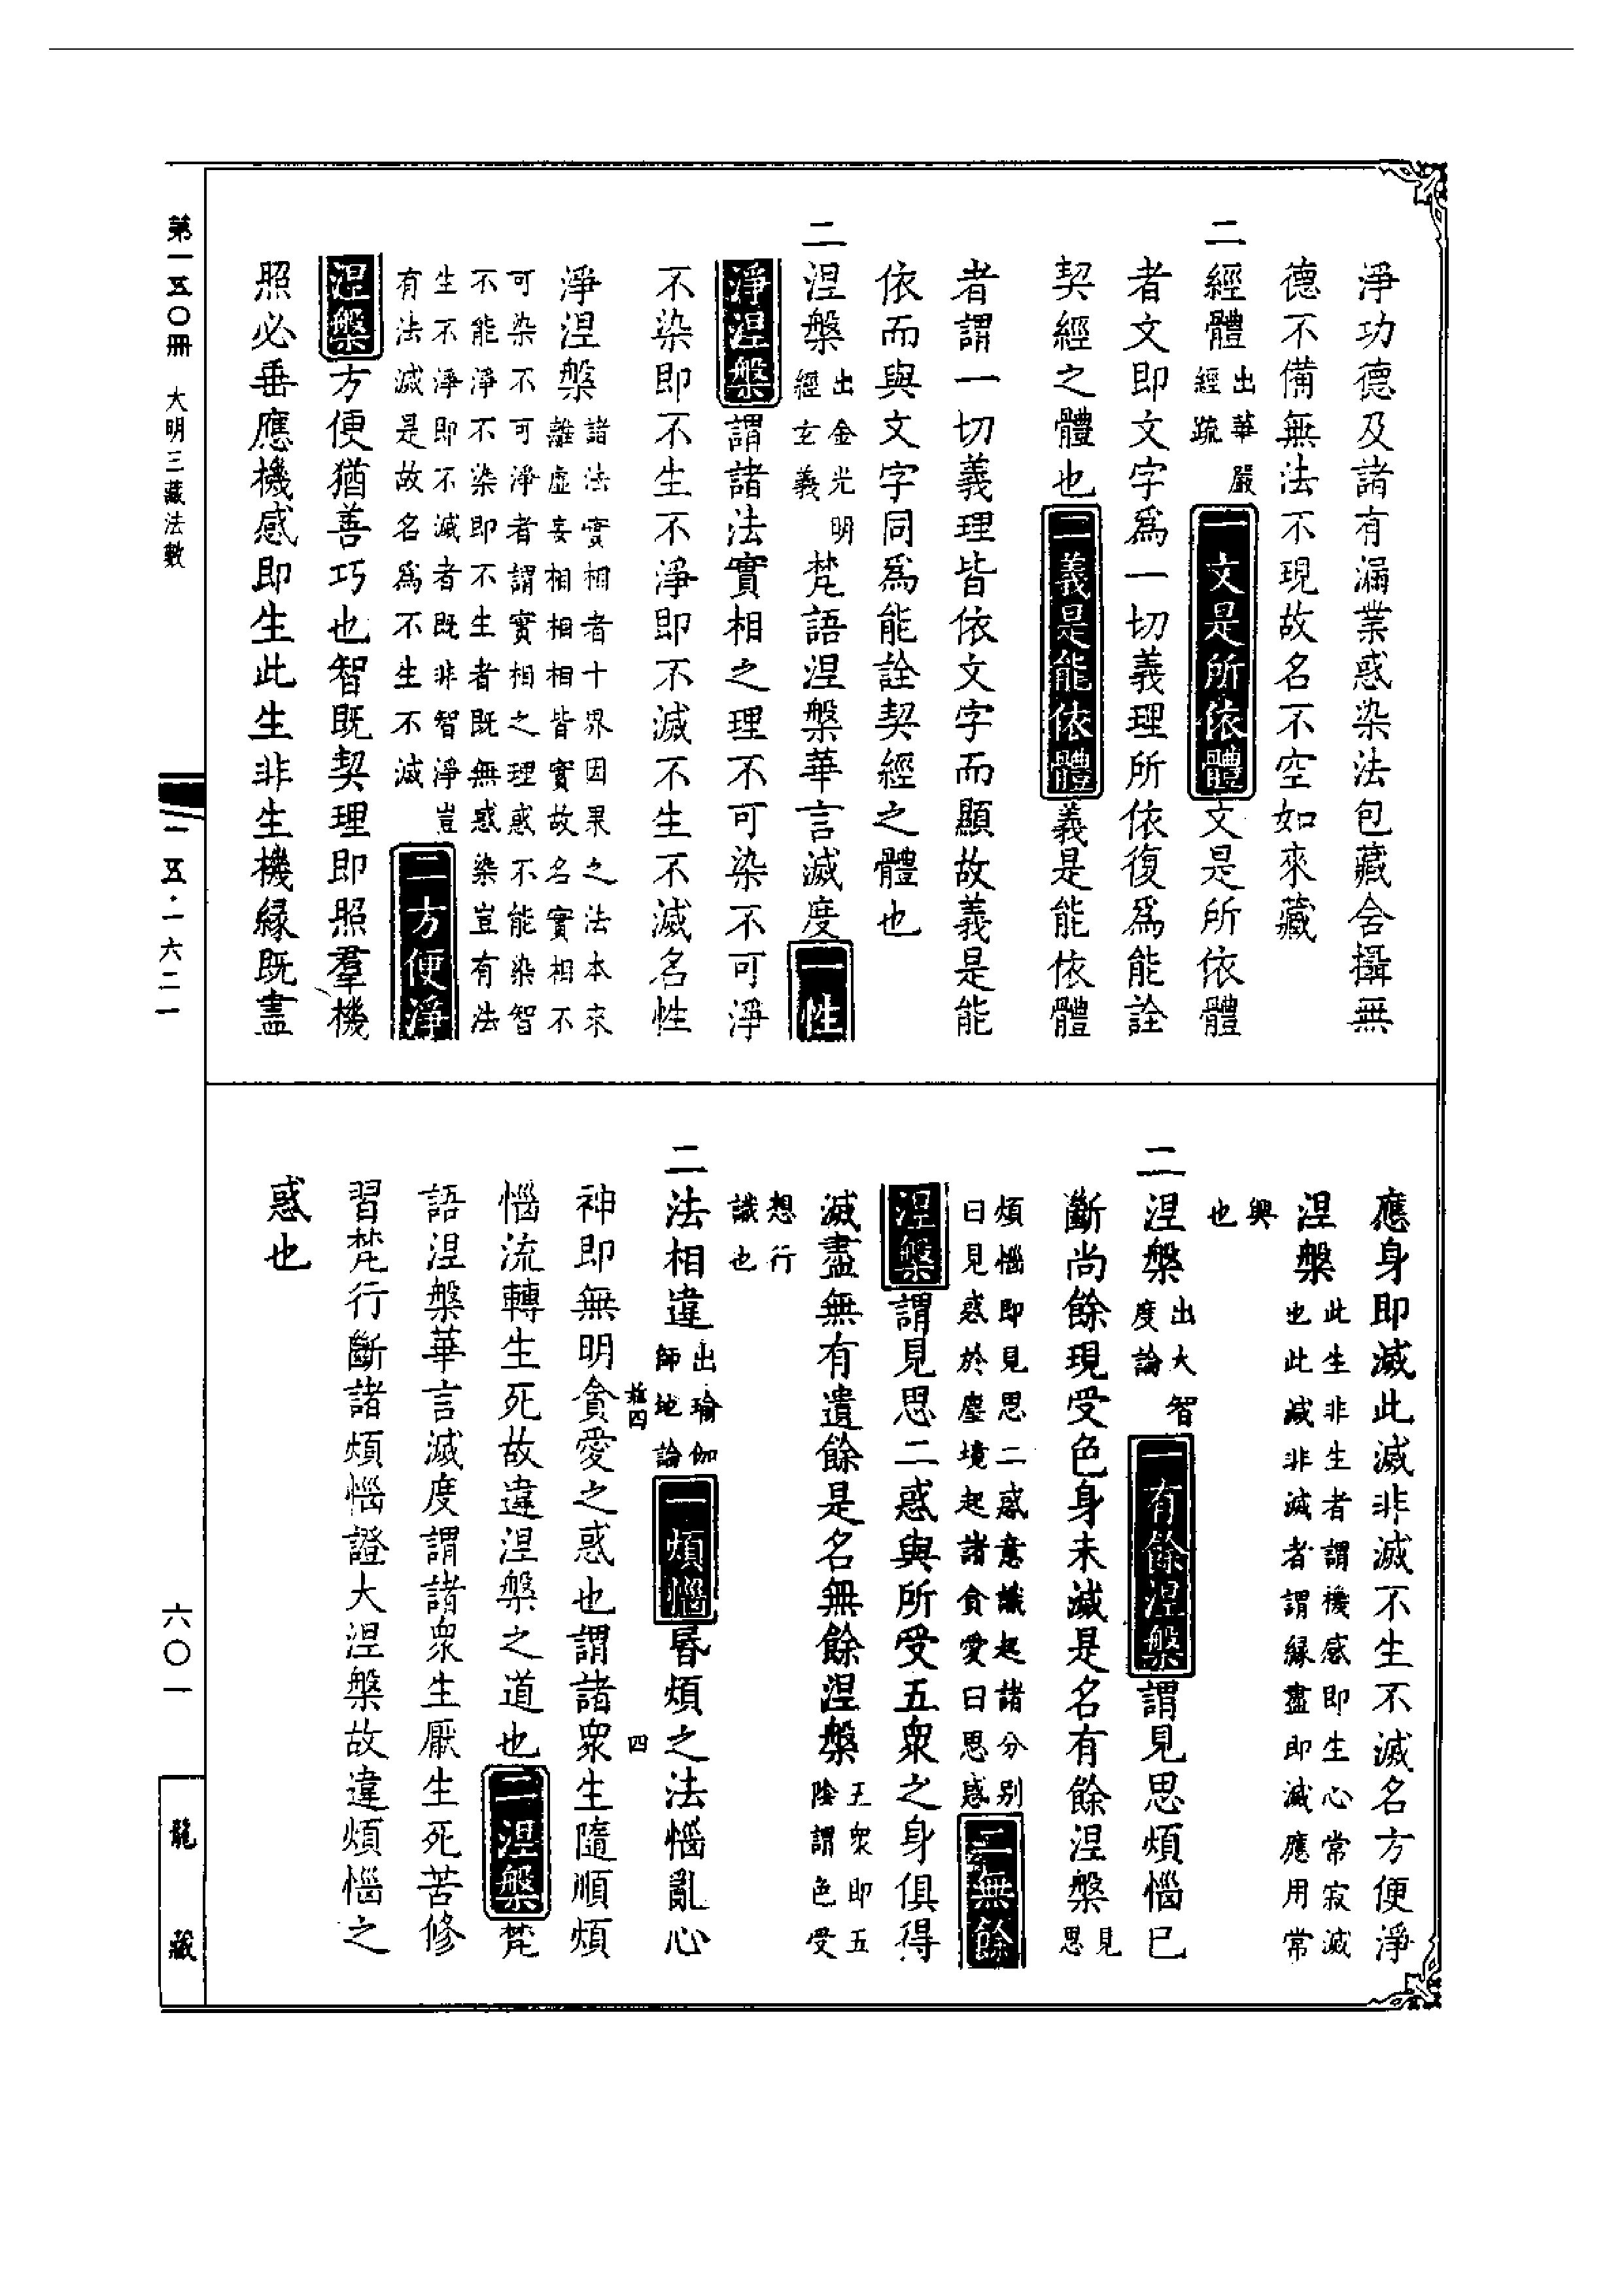 淨功德及諸有漏業惑染法包藏含攝無
德不備無法不現故名不空如來藏
二經體出華嚴經疏一文是所依體文是所依體
者文即文字爲一切義理所依復爲能詮
契經之體也二義是能依體義是能依體
者謂一切義理皆依文字而顯故義是能
依而與文字同爲能詮契經之體也
二涅槃出金光明經玄義梵語涅槃華言滅度一性
淨涅槃謂諸法實相之理不可染不可淨
不染即不生不淨即不滅不生不滅名性
淨涅槃諸法實相者十界因果之法本來離虛妄相相相皆實故名實相不
可染不可淨者謂實相之理惑不能染智不能淨不染即不生者既無惑染豈有法
生不淨即不滅者既非智淨豈有法滅是故名爲不生不滅二方便淨
涅槃方便猶善巧也智既契理即照羣機
照必垂應機感即生此生非生機緣既盡
應身即滅此滅非滅不生不滅名方便淨
涅槃此生非生者謂機感即生心常寂滅也此滅非滅者謂緣盡即滅應用常
興也
二涅槃出大智度論一有餘涅槃謂見思煩惱已
斷尚餘現受色身未滅是名有餘涅槃見思
煩惱即見思二惑意識起諸分別曰見惑於塵境起諸貪愛曰思惑二無餘
涅槃謂見思二惑與所受五衆之身俱得
滅盡無有遺餘是名無餘涅槃五衆即五陰謂色受
想行識也
二法相違出瑜伽師地論一煩惱昏煩之法惱亂心
神即無明貪愛之惑也謂諸衆生隨順煩
惱流轉生死故違涅槃之道也二涅槃梵
語涅槃華言滅度謂諸衆生厭生死苦修
習梵行斷諸煩惱證大涅槃故違煩惱之
惑也
四
第一五〇冊 大明三藏法數
一五·一六二一
六〇一
龍藏